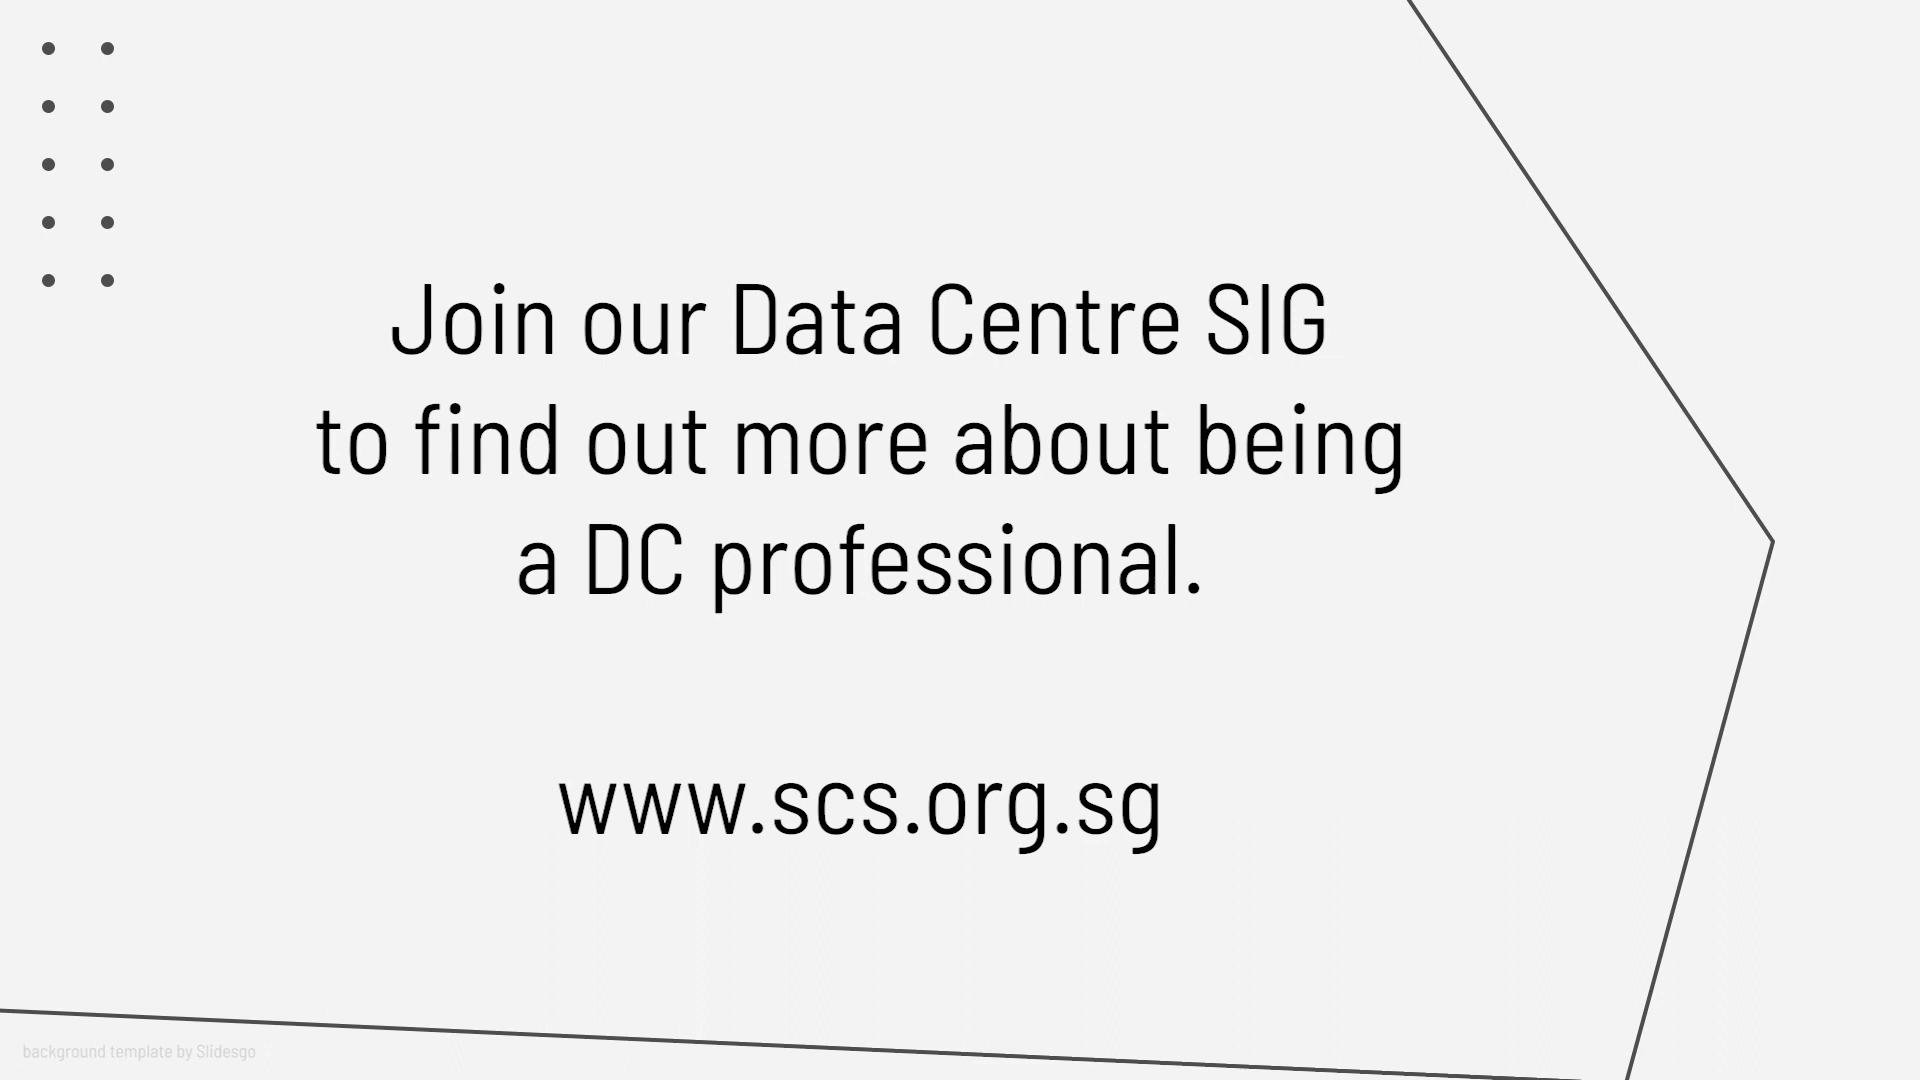 Join our Data Centre SIG
to find out more about being
a DC professional.
www.scs.org.sg
background template by Slidesgo